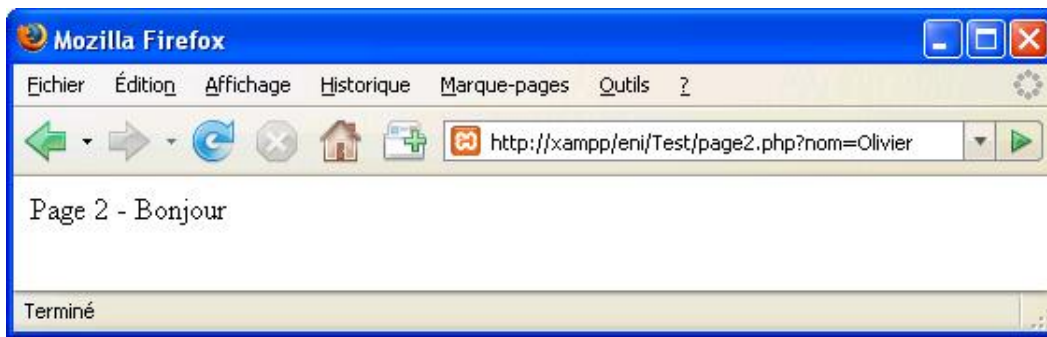 Mozilla Firefox
Fichier Édition Affichage Historique Marque-pages Outils ?
http://xampp/eni/Test/page2.php?nom=Olivier
Page 2 - Bonjour
Terminé